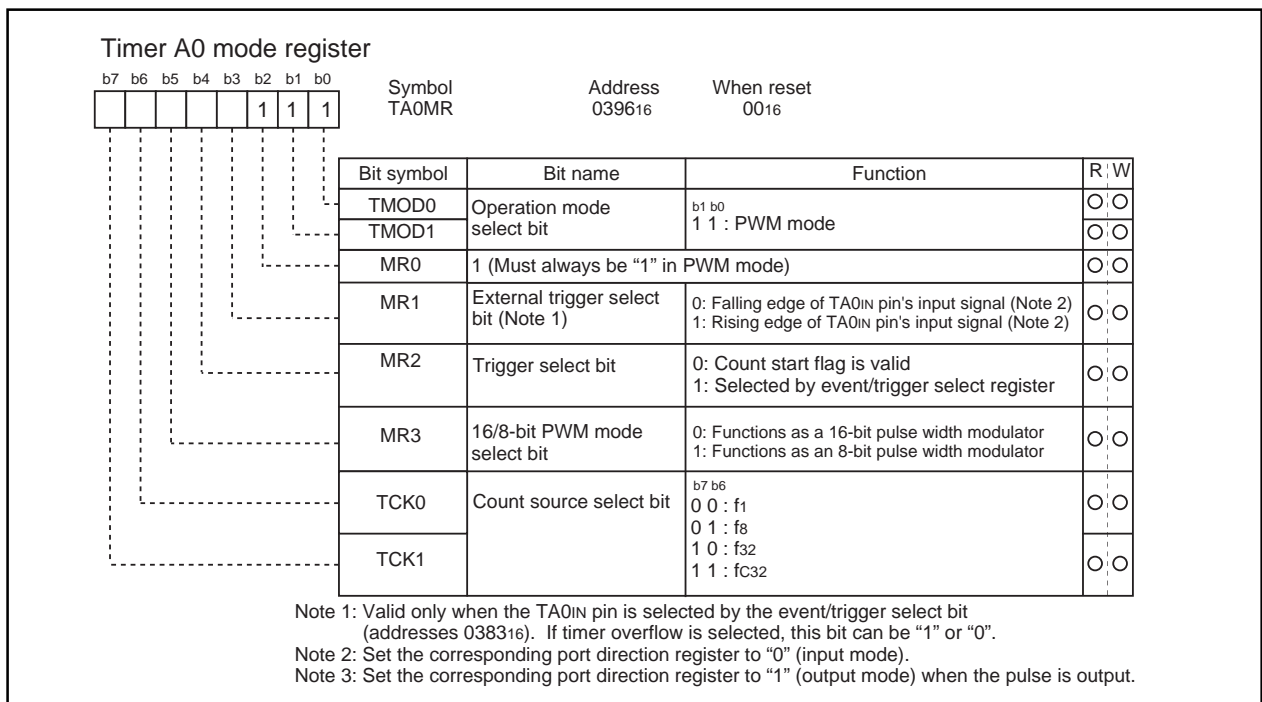 Timer A0 mode register
b7 b6 b5 b4 b3 b2 b1 b0
1 1 1
Symbol Address When reset
TA0MR 039616 0016
Bit symbol Bit name Function R W
TMOD0 Operation mode select bit b1 b0
TMOD1 1 1 : PWM mode
MR0 1 (Must always be “1” in PWM mode)
MR1 External trigger select bit (Note 1) 0: Falling edge of TA0IN pin's input signal (Note 2)
1: Rising edge of TA0IN pin's input signal (Note 2)
MR2 Trigger select bit 0: Count start flag is valid
1: Selected by event/trigger select register
MR3 16/8-bit PWM mode select bit 0: Functions as a 16-bit pulse width modulator
1: Functions as an 8-bit pulse width modulator
TCK0 Count source select bit b7 b6
0 0 : f1
0 1 : f8
TCK1 1 0 : f32
1 1 : fC32
Note 1: Valid only when the TA0IN pin is selected by the event/trigger select bit
(addresses 038316). If timer overflow is selected, this bit can be “1” or “0”.
Note 2: Set the corresponding port direction register to “0” (input mode).
Note 3: Set the corresponding port direction register to “1” (output mode) when the pulse is output.